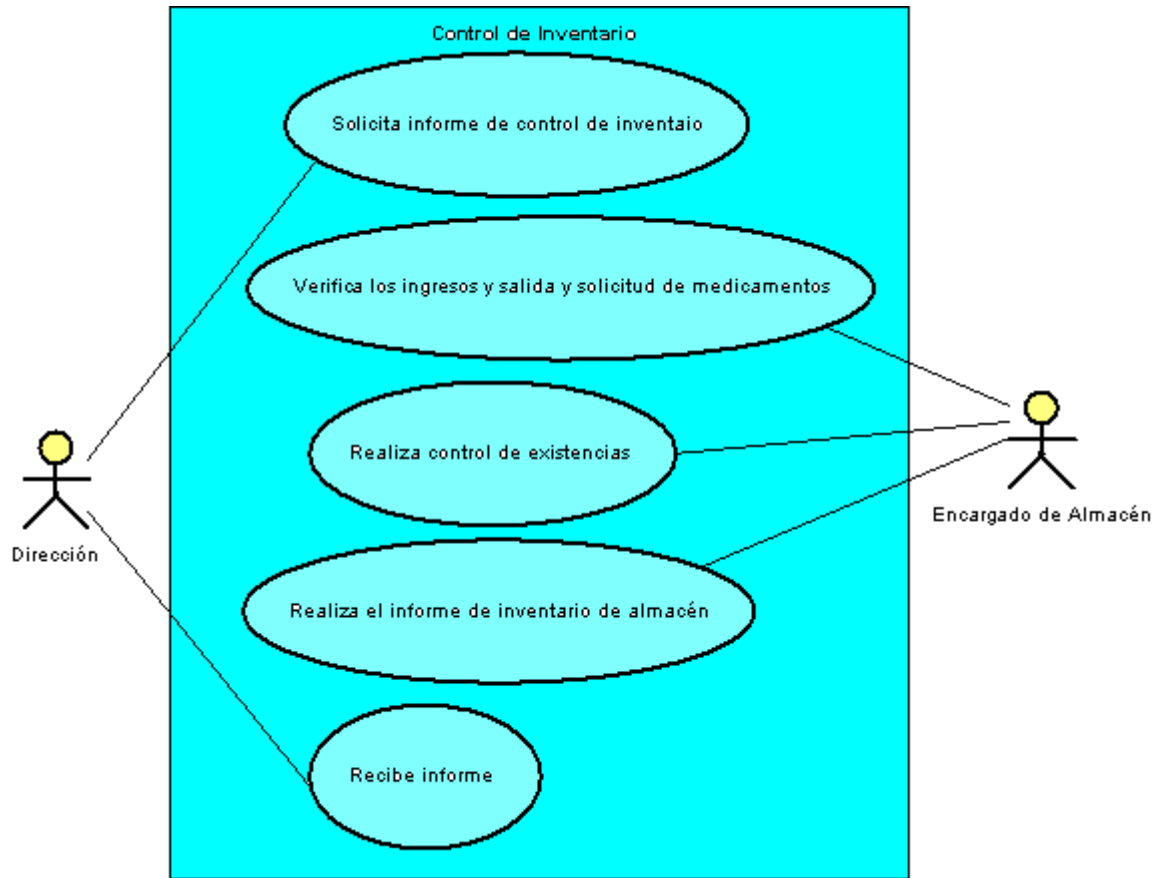 Control de Inventario
Solicita informe de control de inventaio
Verifica los ingresos y salida y solicitud de medicamentos
Realiza control de existencias
Encargado de Almacén
Dirección
Realiza el informe de inventario de almacén
Recibe informe